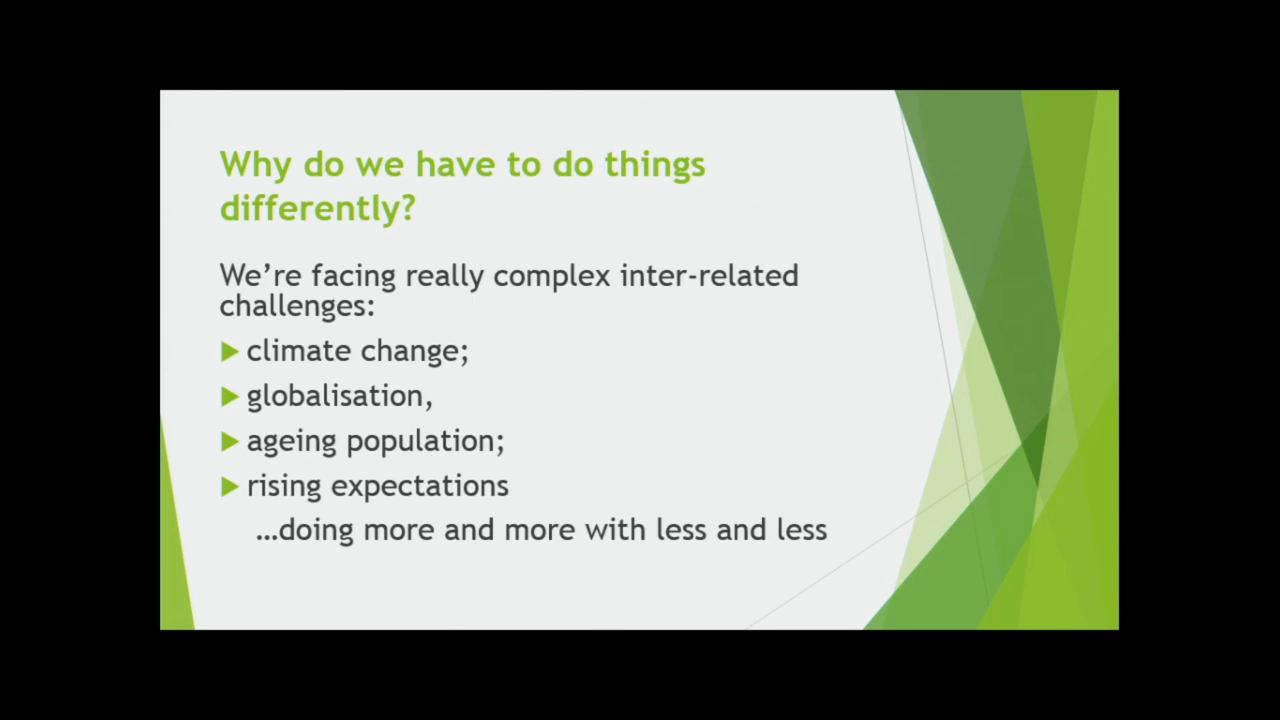 Why do we have to do things
differently?
We’re facing really complex inter-related
challenges:
climate change;
globalisation,
ageing population;
rising expectations
…doing more and more with less and less